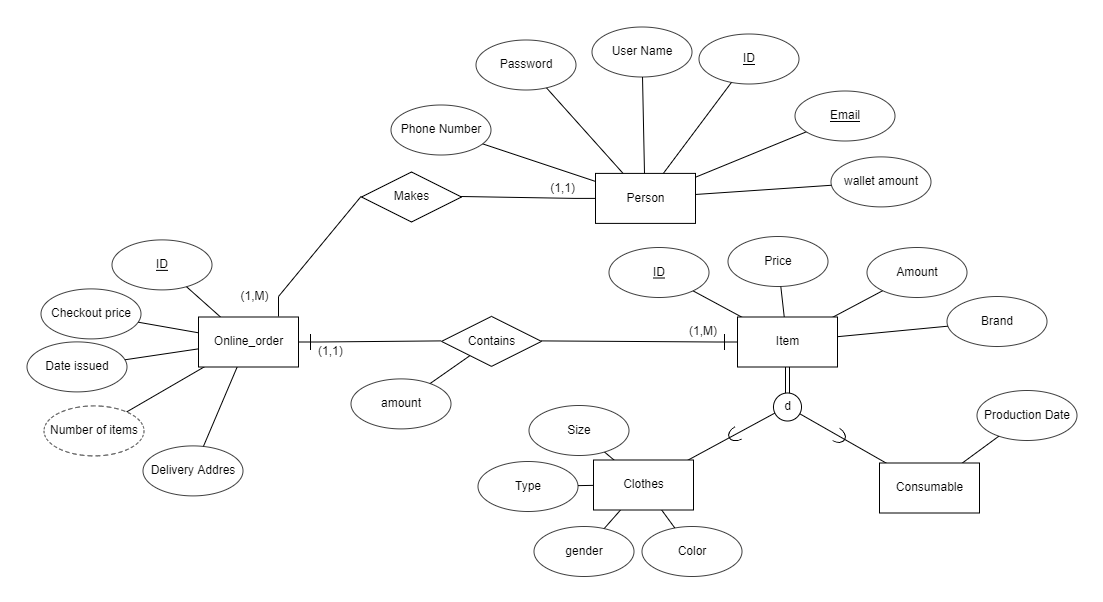 User Name
ID
Password
Email
Phone Number
wallet amount
Makes
(1,1)
Person
ID
Price
ID
Amount
(1,M)
Checkout price
Brand
Online_order
(1,1)
Contains
(1,M)
Item
Date issued
amount
d
Production Date
Number of items
Size
Delivery Addres
Type
Clothes
Consumable
gender
Color